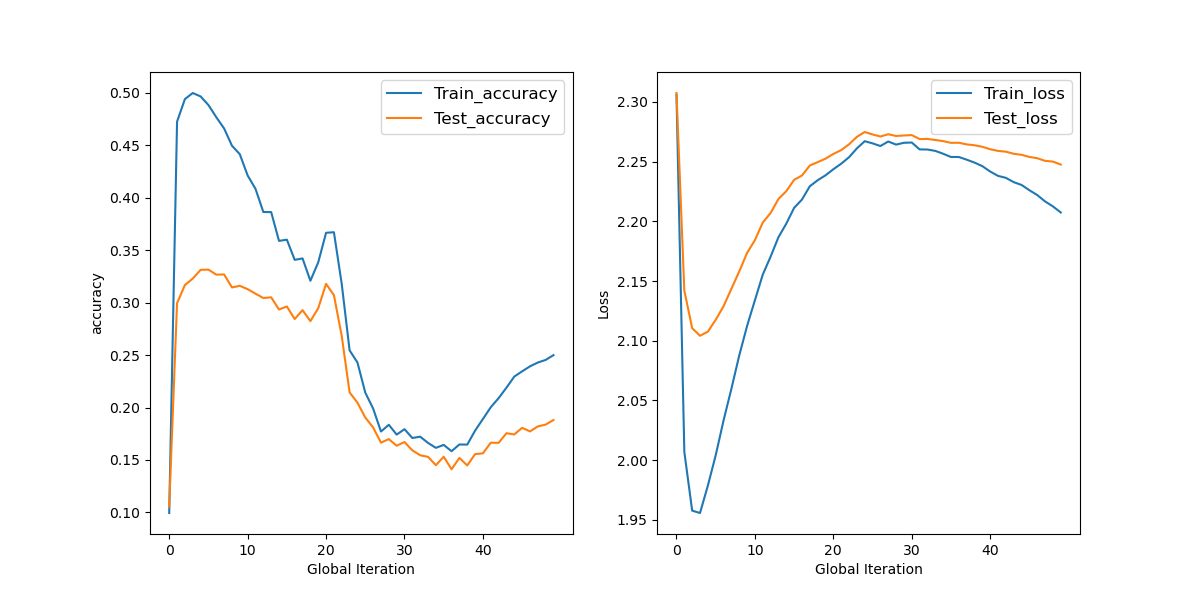 Train_accuracy
Test_accuracy
accuracy
0.50
0.45
0.40
0.35
0.30
0.25
0.20
0.15
0.10
0 10 20 30 40
Global Iteration
Train_loss
Test_loss
Loss
2.30
2.25
2.20
2.15
2.10
2.05
2.00
1.95
0 10 20 30 40
Global Iteration